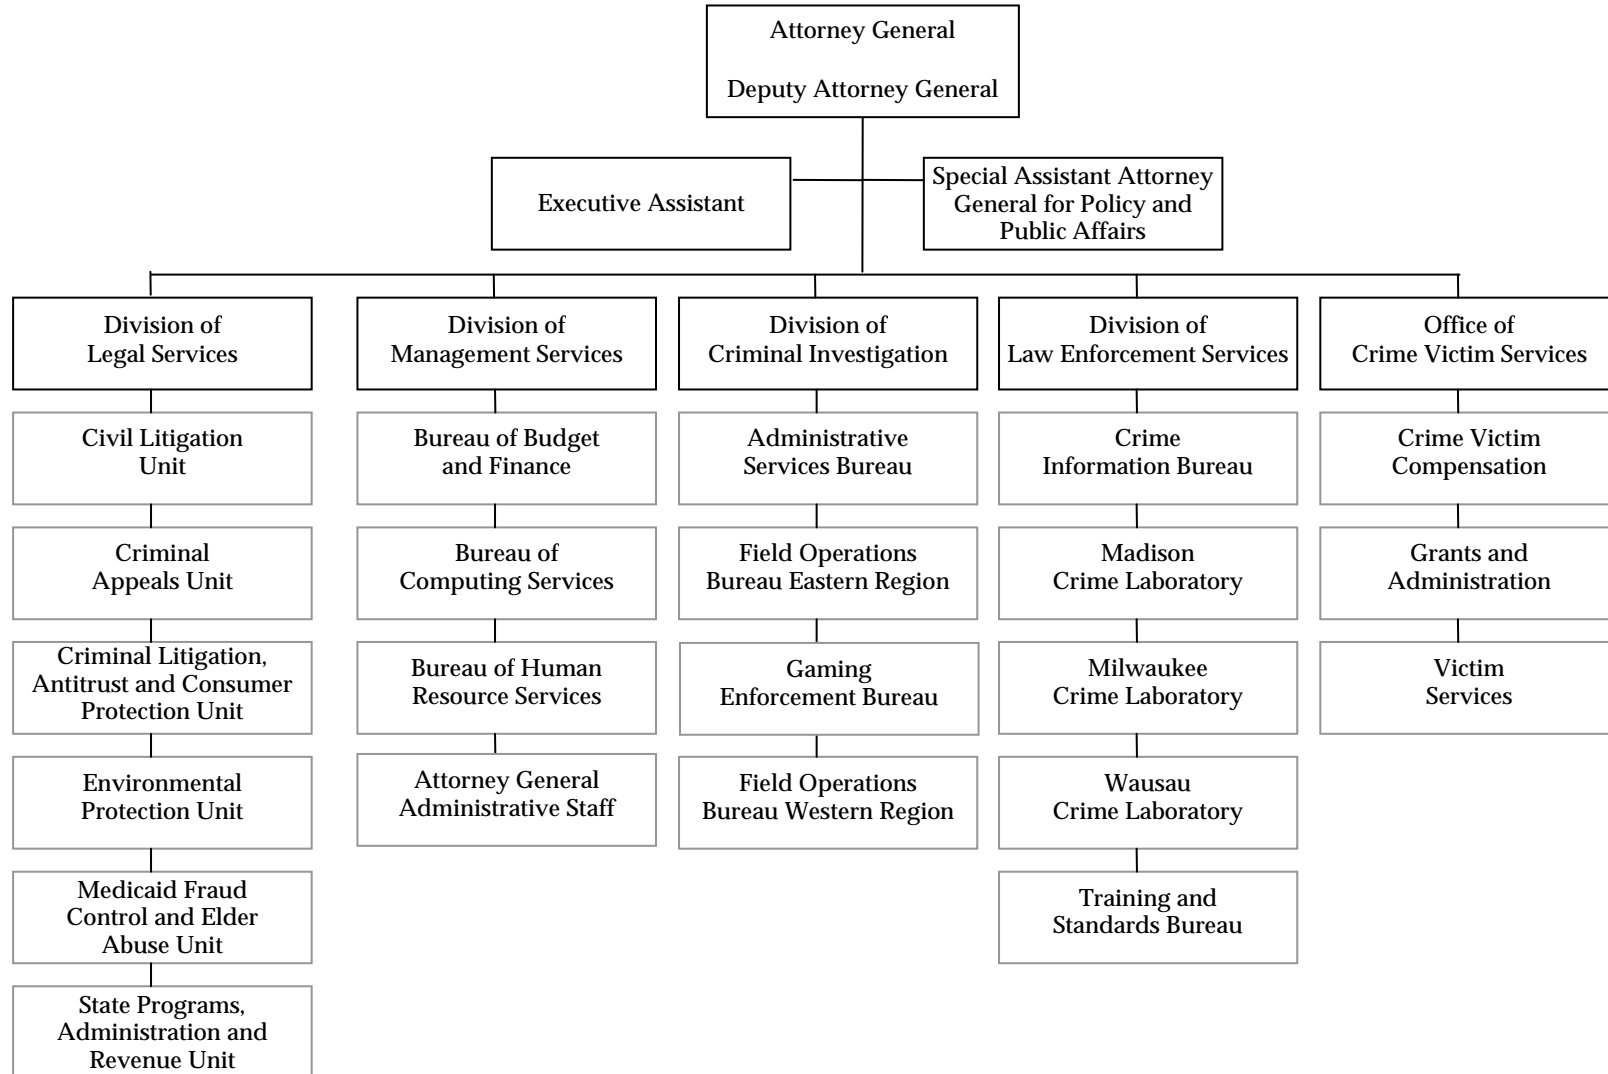 Attorney General
Deputy Attorney General
Executive Assistant
Special Assistant Attorney
General for Policy and
Public Affairs
Division of
Legal Services
Division of
Management Services
Division of
Criminal Investigation
Division of
Law Enforcement Services
Office of
Crime Victim Services
Civil Litigation
Unit
Criminal
Appeals Unit
Criminal Litigation,
Antitrust and Consumer
Protection Unit
Environmental
Protection Unit
Medicaid Fraud
Control and Elder
Abuse Unit
State Programs,
Administration and
Revenue Unit
Bureau of Budget
and Finance
Bureau of
Computing Services
Bureau of Human
Resource Services
Attorney General
Administrative Staff
Administrative
Services Bureau
Field Operations
Bureau Eastern Region
Gaming
Enforcement Bureau
Field Operations
Bureau Western Region
Crime
Information Bureau
Madison
Crime Laboratory
Milwaukee
Crime Laboratory
Wausau
Crime Laboratory
Training and
Standards Bureau
Crime Victim
Compensation
Grants and
Administration
Victim
Services